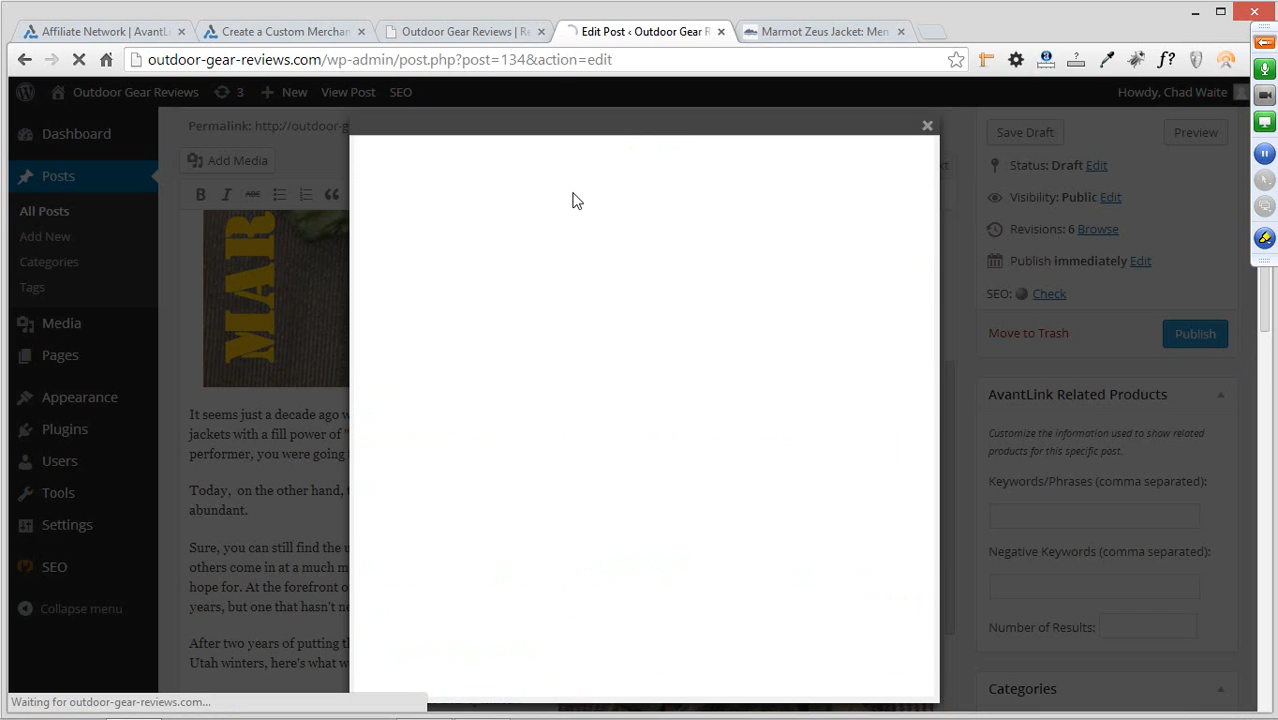 Affiliate Network | AvantL
Create a Custom Merchan
Outdoor Gear Reviews | Re
Edit Post ‹ Outdoor Gear R
Marmot Zeus Jacket: Men
outdoor-gear-reviews.com/wp-admin/post.php?post=134&action=edit
f?
Outdoor Gear Reviews
3
New
View Post
SEO
Howdy, Chad Waite
Dashboard
Posts
All Posts
Add New
Categories
Tags
Media
Pages
Appearance
Plugins
Users
Tools
Settings
SEO
Collapse menu
Permalink: http://outdoor-g
Add Media
B I ABC
MAR
It seems just a decade ago w
jackets with a fill power of "
performer, you were going
Today, on the other hand,
abundant.
Sure, you can still find the u
others come in at a much m
hope for. At the forefront o
years, but one that hasn't ne
After two years of putting th
Utah winters, here's what w
Save Draft
Preview
Status: Draft Edit
Visibility: Public Edit
Revisions: 6 Browse
Publish immediately Edit
SEO: Check
Move to Trash
Publish
AvantLink Related Products
Customize the information used to show related
products for this specific post.
Keywords/Phrases (comma separated):
Negative Keywords (comma separated):
Number of Results:
Categories
Waiting for outdoor-gear-reviews.com...